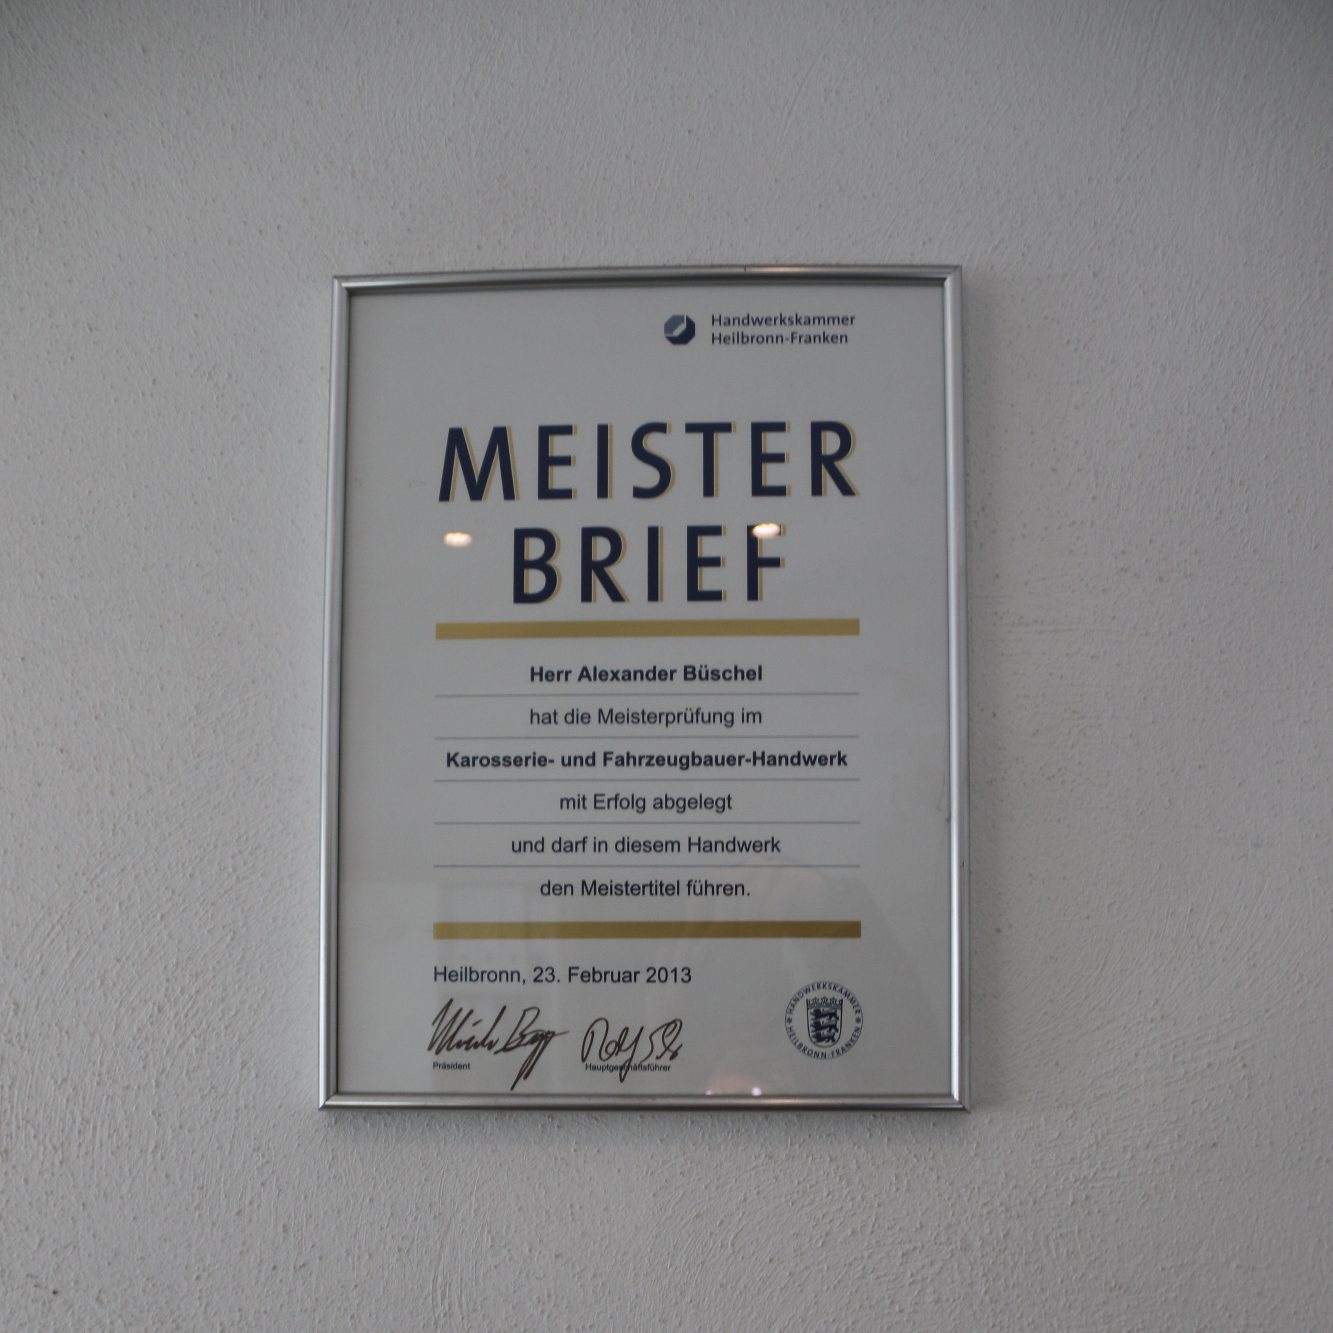 Handwerkskammer
Heilbronn-Franken
MEISTER
BRIEF
Herr Alexander Büschel
hat die Meisterprüfung im
Karosserie- und Fahrzeugbauer-Handwerk
mit Erfolg abgelegt
und darf in diesem Handwerk
den Meistertitel führen.
Heilbronn, 23. Februar 2013
Präsident
Hauptgeschäftsführer
HANDWERKSKAMMER
HEILBRONN-FRANKEN